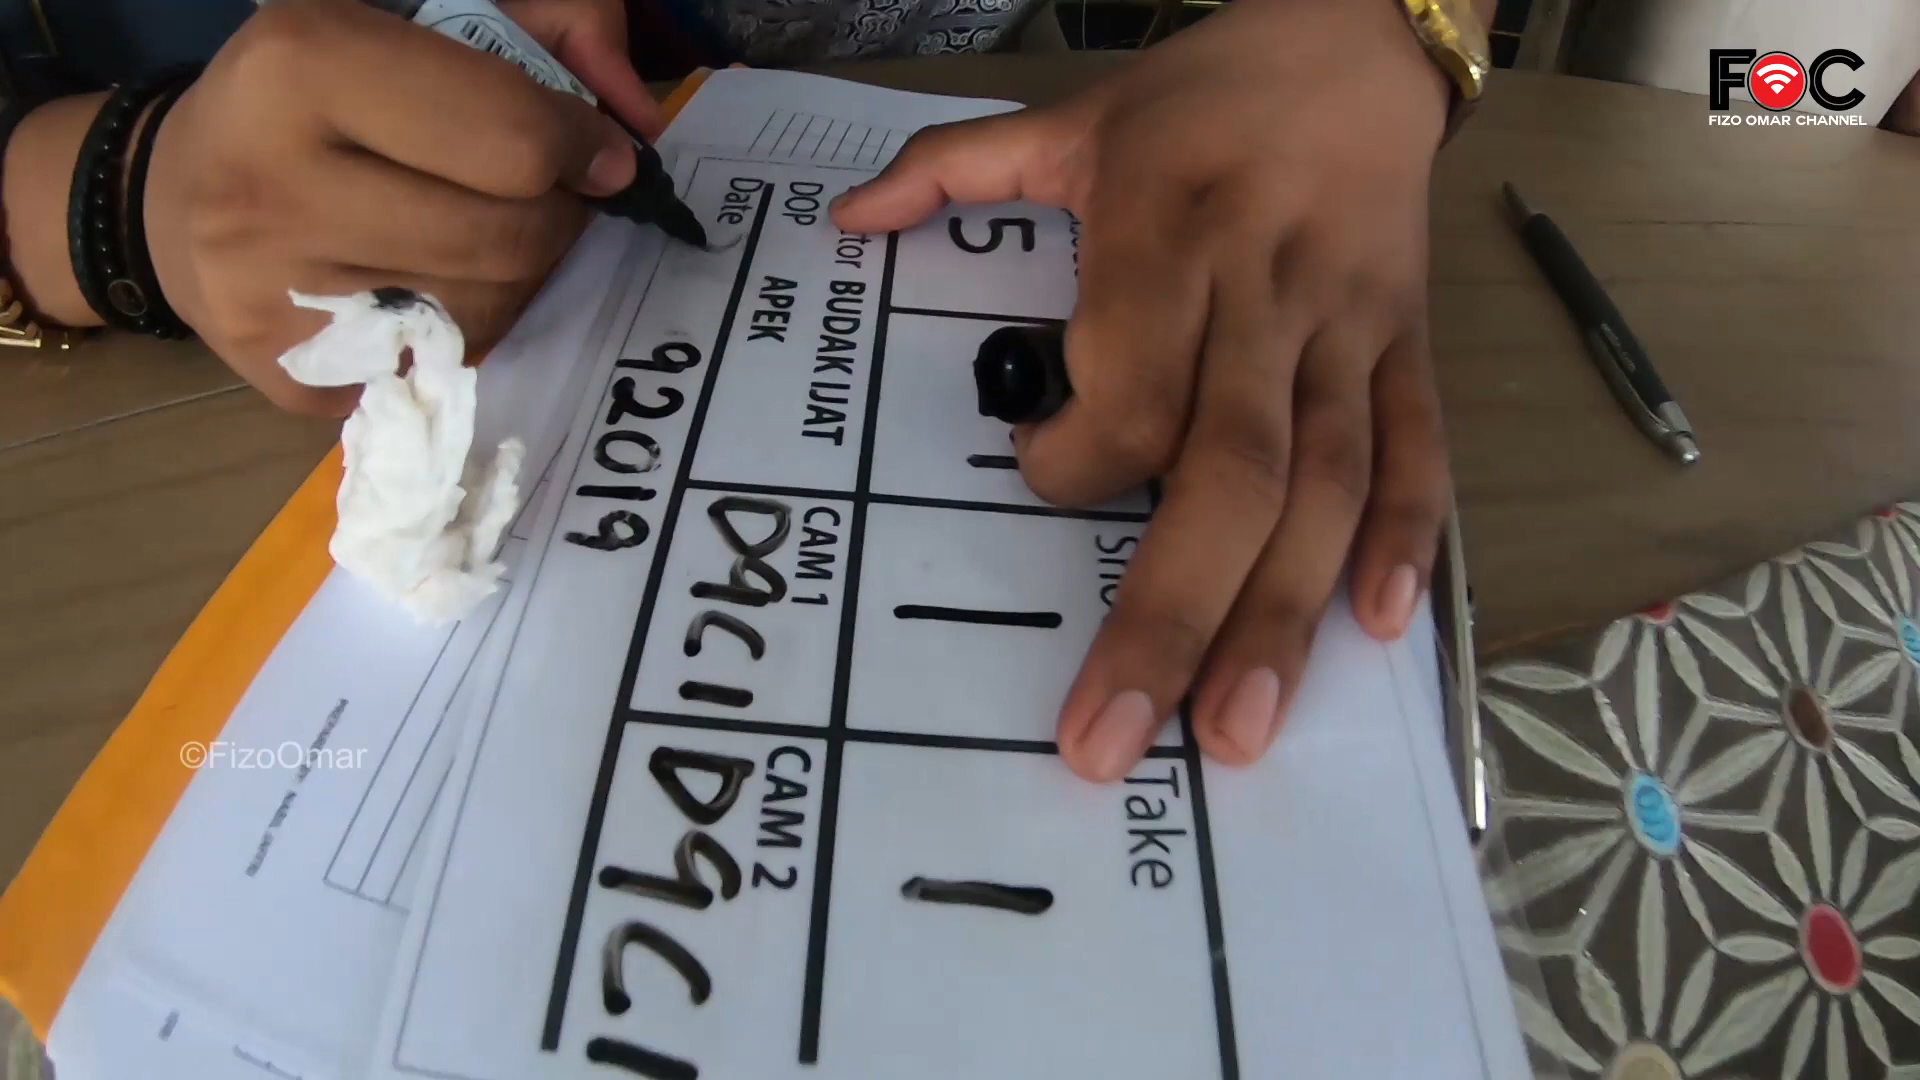 FOC
FIZO OMAR CHANNEL
5 1 1 1
Take
tor BUDAK IJAT
DOP APEK
CAM 1
D9C1
CAM 2
D9C1
Date 92019
©FizoOmar